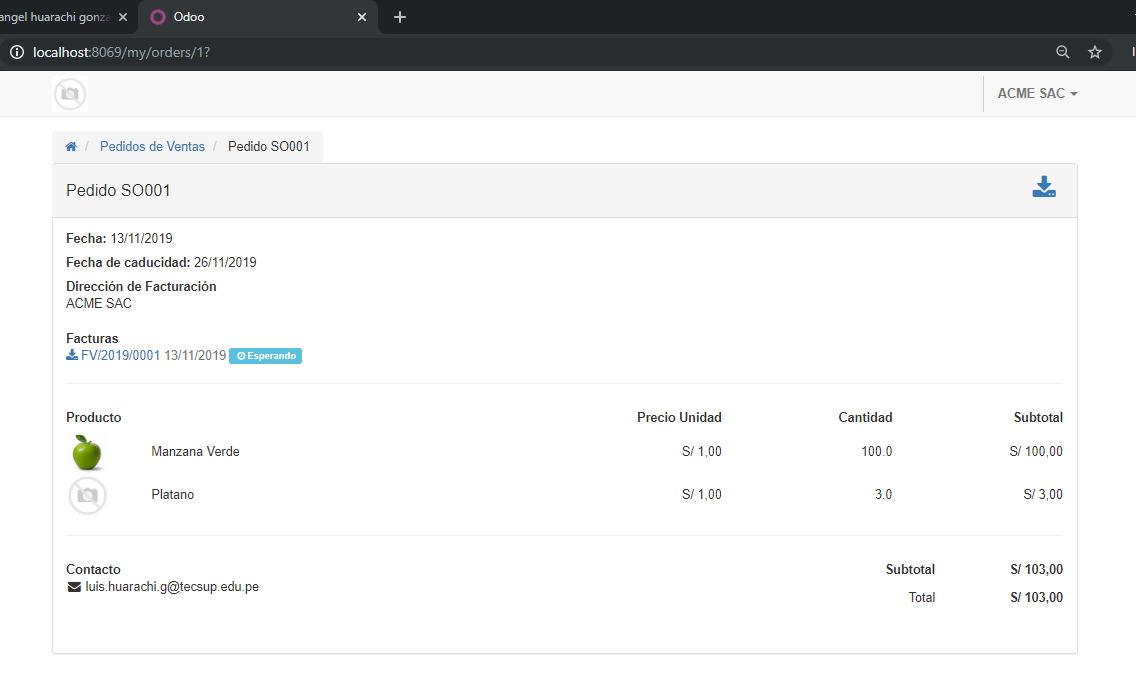 angel huarachi gonza
Odoo
localhost:8069/my/orders/1?
ACME SAC
/ Pedidos de Ventas / Pedido SO001
Pedido SO001
Fecha: 13/11/2019
Fecha de caducidad: 26/11/2019
Dirección de Facturación
ACME SAC
Facturas
FV/2019/0001 13/11/2019 Esperando
Producto Precio Unidad Cantidad Subtotal
Manzana Verde S/ 1,00 100.0 S/ 100,00
Platano S/ 1,00 3.0 S/ 3,00
Contacto Subtotal S/ 103,00
luis.huarachi.g@tecsup.edu.pe
Total S/ 103,00